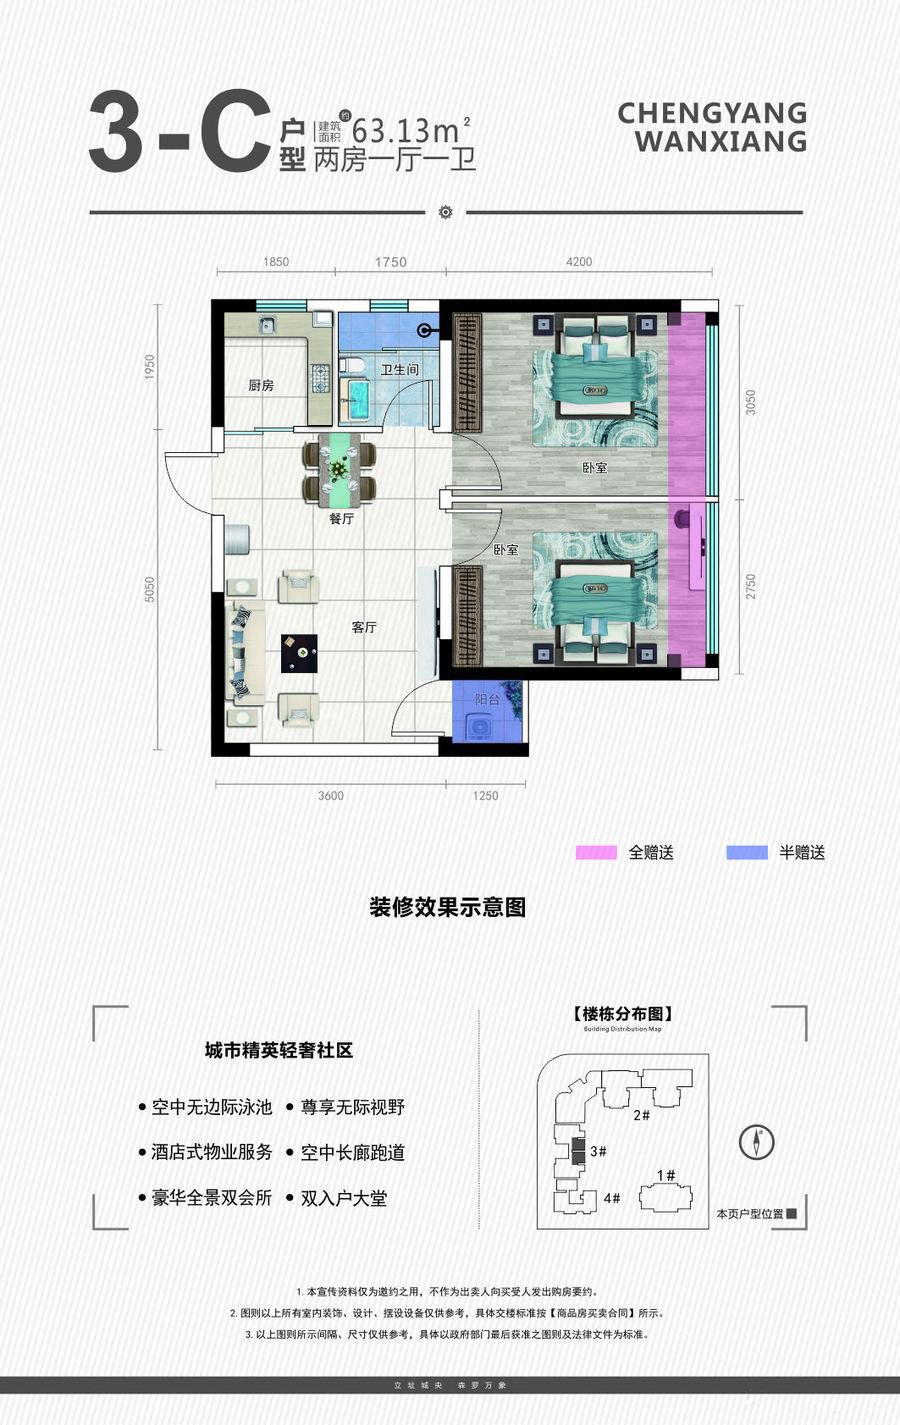 3-C
户型
建筑面积
约
63.13m²
两房一厅一卫
CHENGYANG
WANXIANG
1850
1750
4200
1950
5050
3050
2750
厨房
卫生间
卧室
餐厅
卧室
客厅
阳台
3600
1250
全赠送
半赠送
装修效果示意图
城市精英轻奢社区
● 空中无边际泳池
● 尊享无际视野
● 酒店式物业服务
● 空中长廊跑道
● 豪华全景双会所
● 双入户大堂
【楼栋分布图】
Building Distribution Map
2#
3#
1#
4#
北
本页户型位置
1. 本宣传资料仅为邀约之用，不作为出卖人向买受人发出购房要约。
2. 图则以上所有室内装饰、设计、摆设设备仅供参考，具体交楼标准按【商品房买卖合同】所示。
3. 以上图则所示间隔、尺寸仅供参考，具体以政府部门最后获准之图则及法律文件为标准。
立址城央 森罗万象